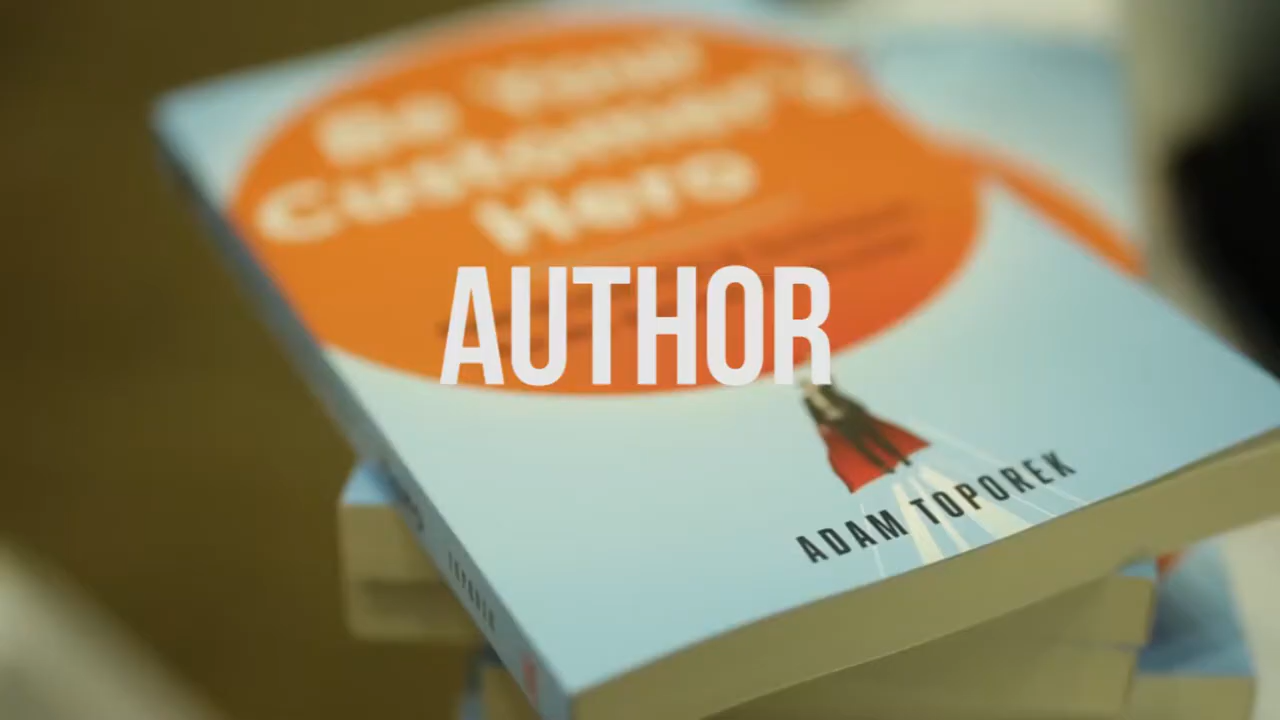 Be Your
Customer's
Hero
AUTHOR
ADAM TOPOREK
TOPOREK